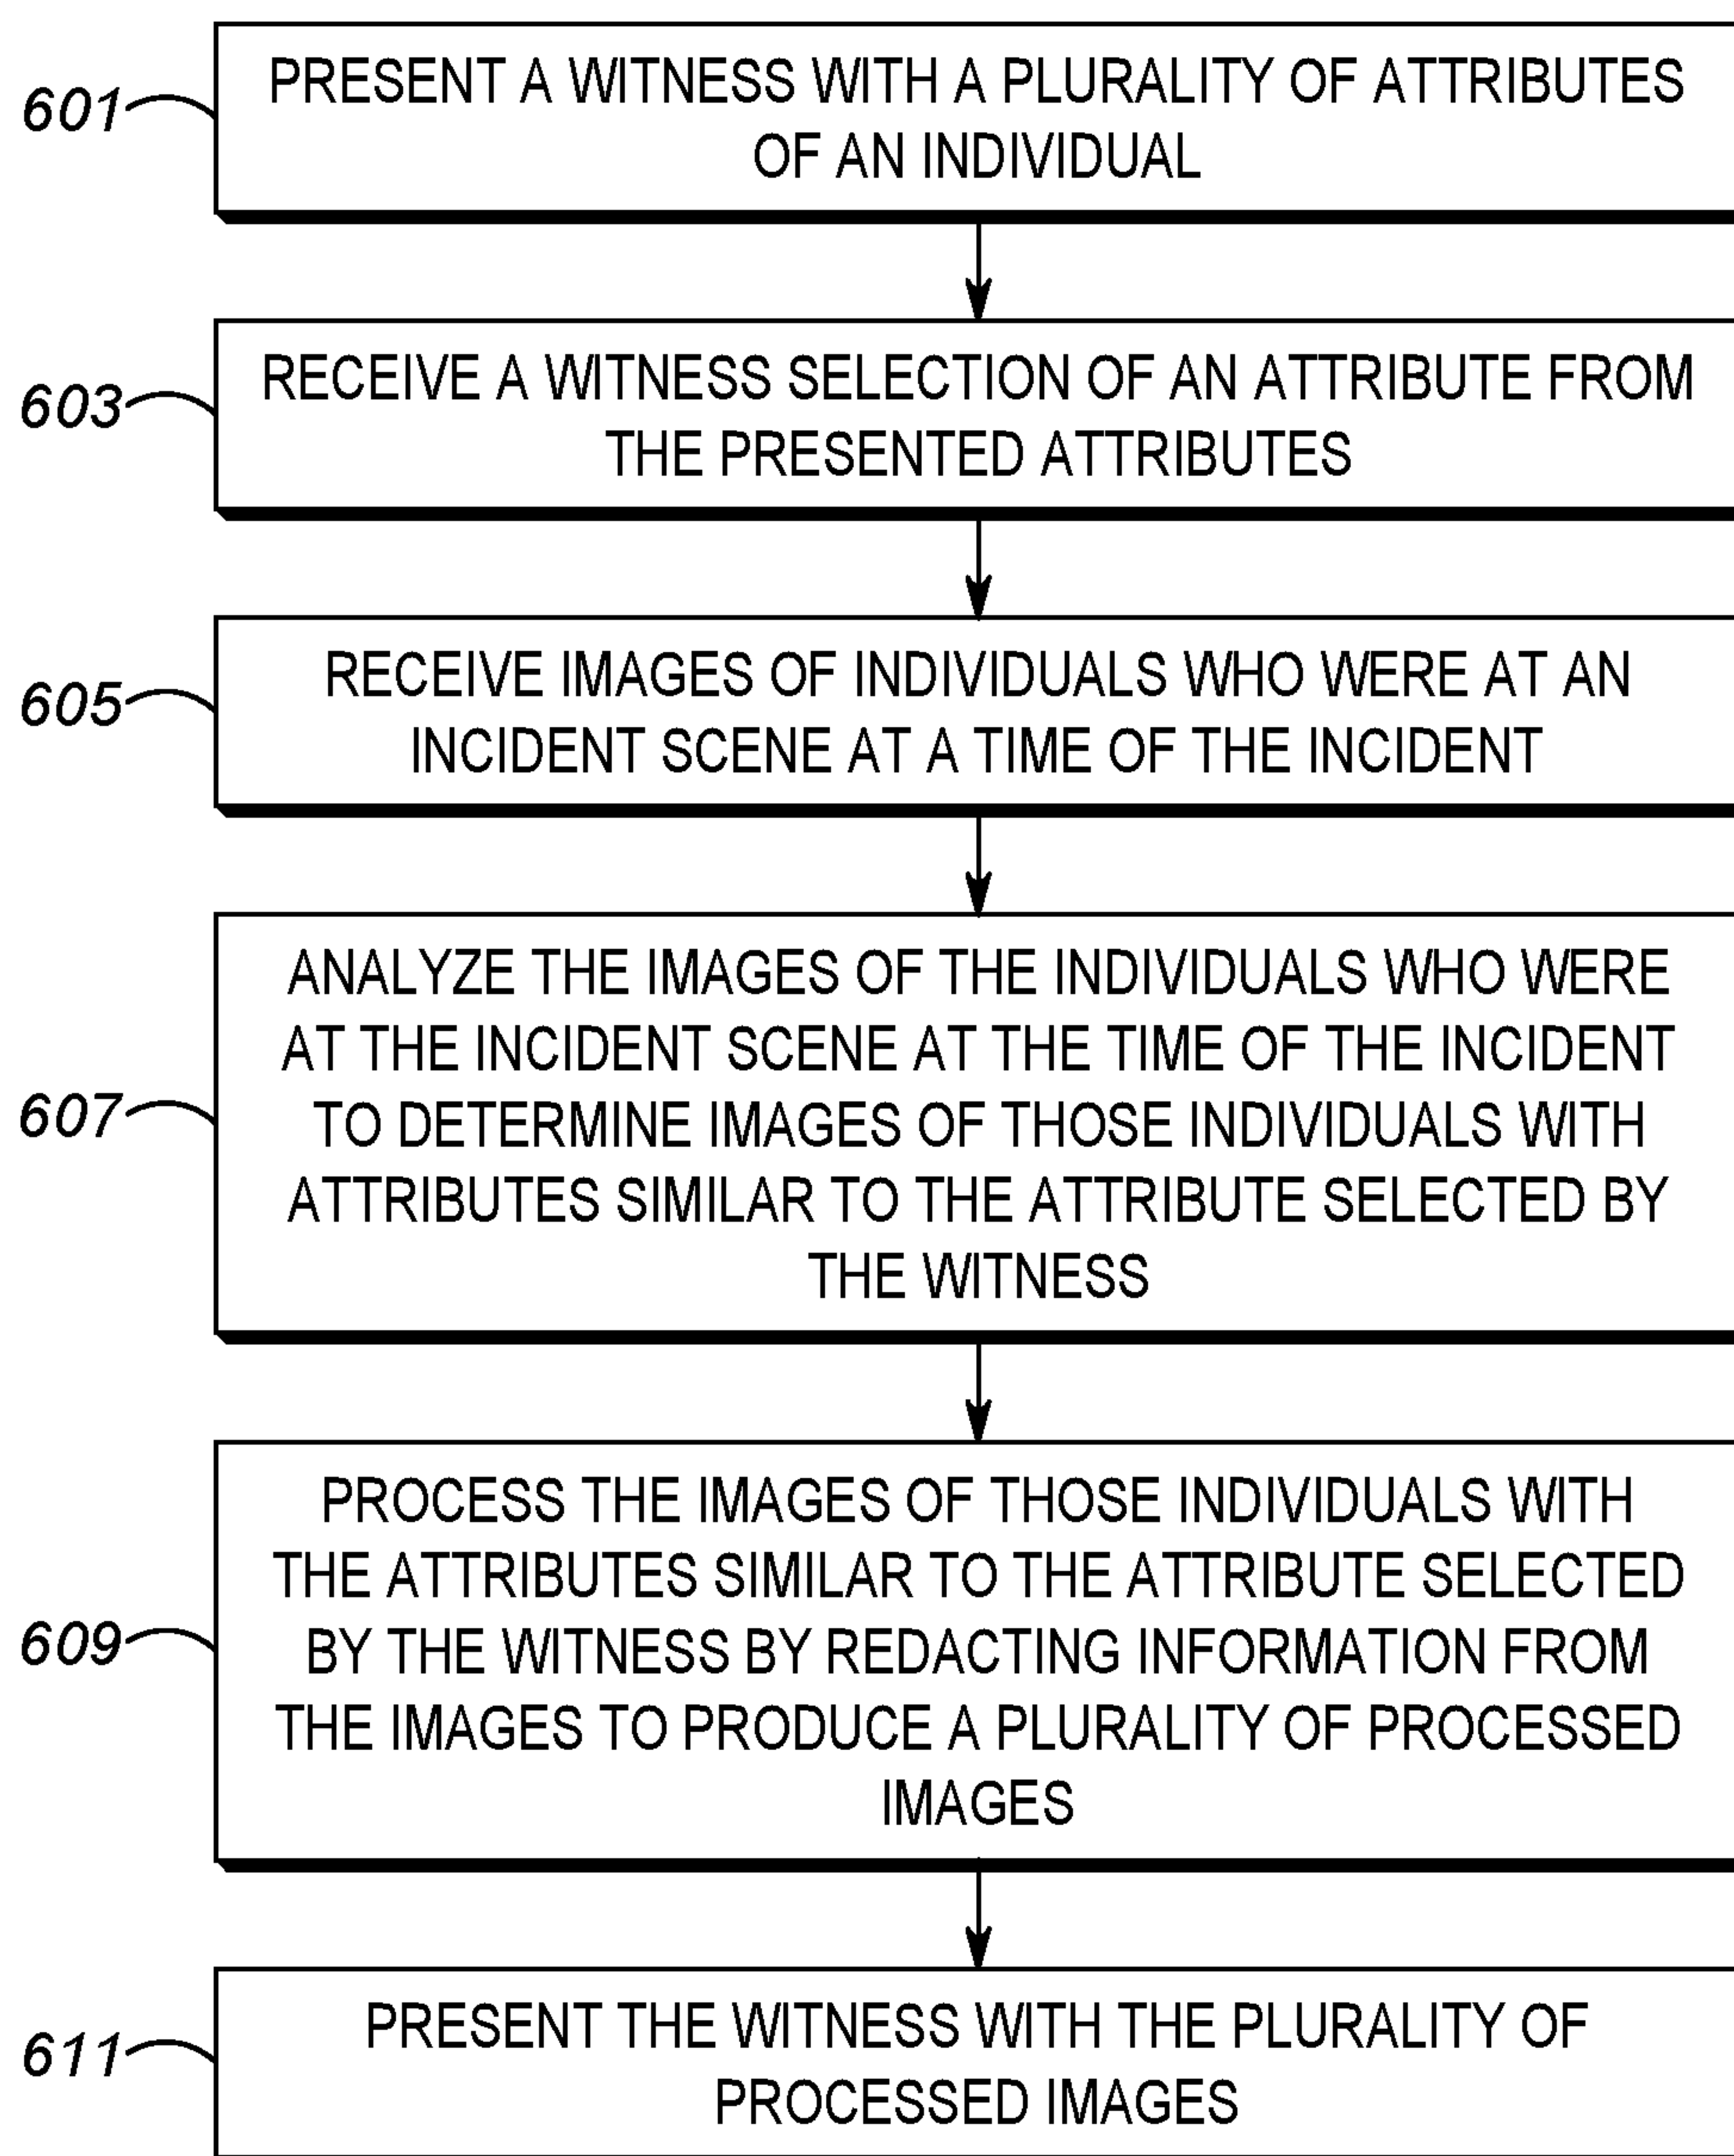 601
PRESENT A WITNESS WITH A PLURALITY OF ATTRIBUTES
OF AN INDIVIDUAL
603
RECEIVE A WITNESS SELECTION OF AN ATTRIBUTE FROM
THE PRESENTED ATTRIBUTES
605
RECEIVE IMAGES OF INDIVIDUALS WHO WERE AT AN
INCIDENT SCENE AT A TIME OF THE INCIDENT
607
ANALYZE THE IMAGES OF THE INDIVIDUALS WHO WERE
AT THE INCIDENT SCENE AT THE TIME OF THE INCIDENT
TO DETERMINE IMAGES OF THOSE INDIVIDUALS WITH
ATTRIBUTES SIMILAR TO THE ATTRIBUTE SELECTED BY
THE WITNESS
609
PROCESS THE IMAGES OF THOSE INDIVIDUALS WITH
THE ATTRIBUTES SIMILAR TO THE ATTRIBUTE SELECTED
BY THE WITNESS BY REDACTING INFORMATION FROM
THE IMAGES TO PRODUCE A PLURALITY OF PROCESSED
IMAGES
611
PRESENT THE WITNESS WITH THE PLURALITY OF
PROCESSED IMAGES